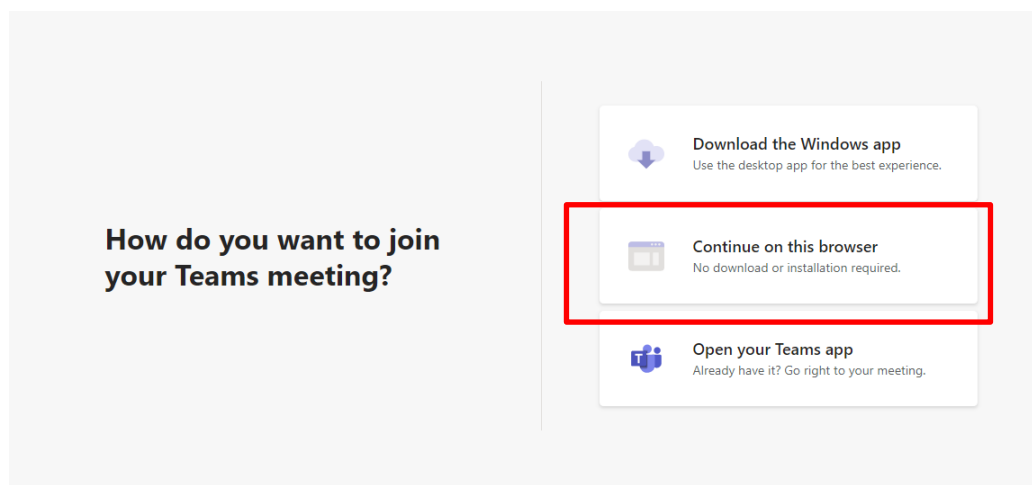 How do you want to join
your Teams meeting?
Download the Windows app
Use the desktop app for the best experience.
Continue on this browser
No download or installation required.
Open your Teams app
Already have it? Go right to your meeting.